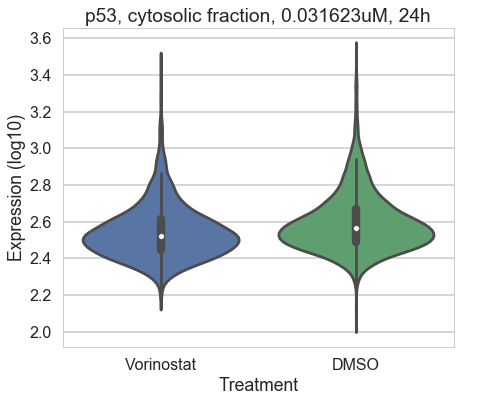 p53, cytosolic fraction, 0.031623uM, 24h
Expression (log10)
3.6
3.4
3.2
3.0
2.8
2.6
2.4
2.2
2.0
Vorinostat DMSO
Treatment